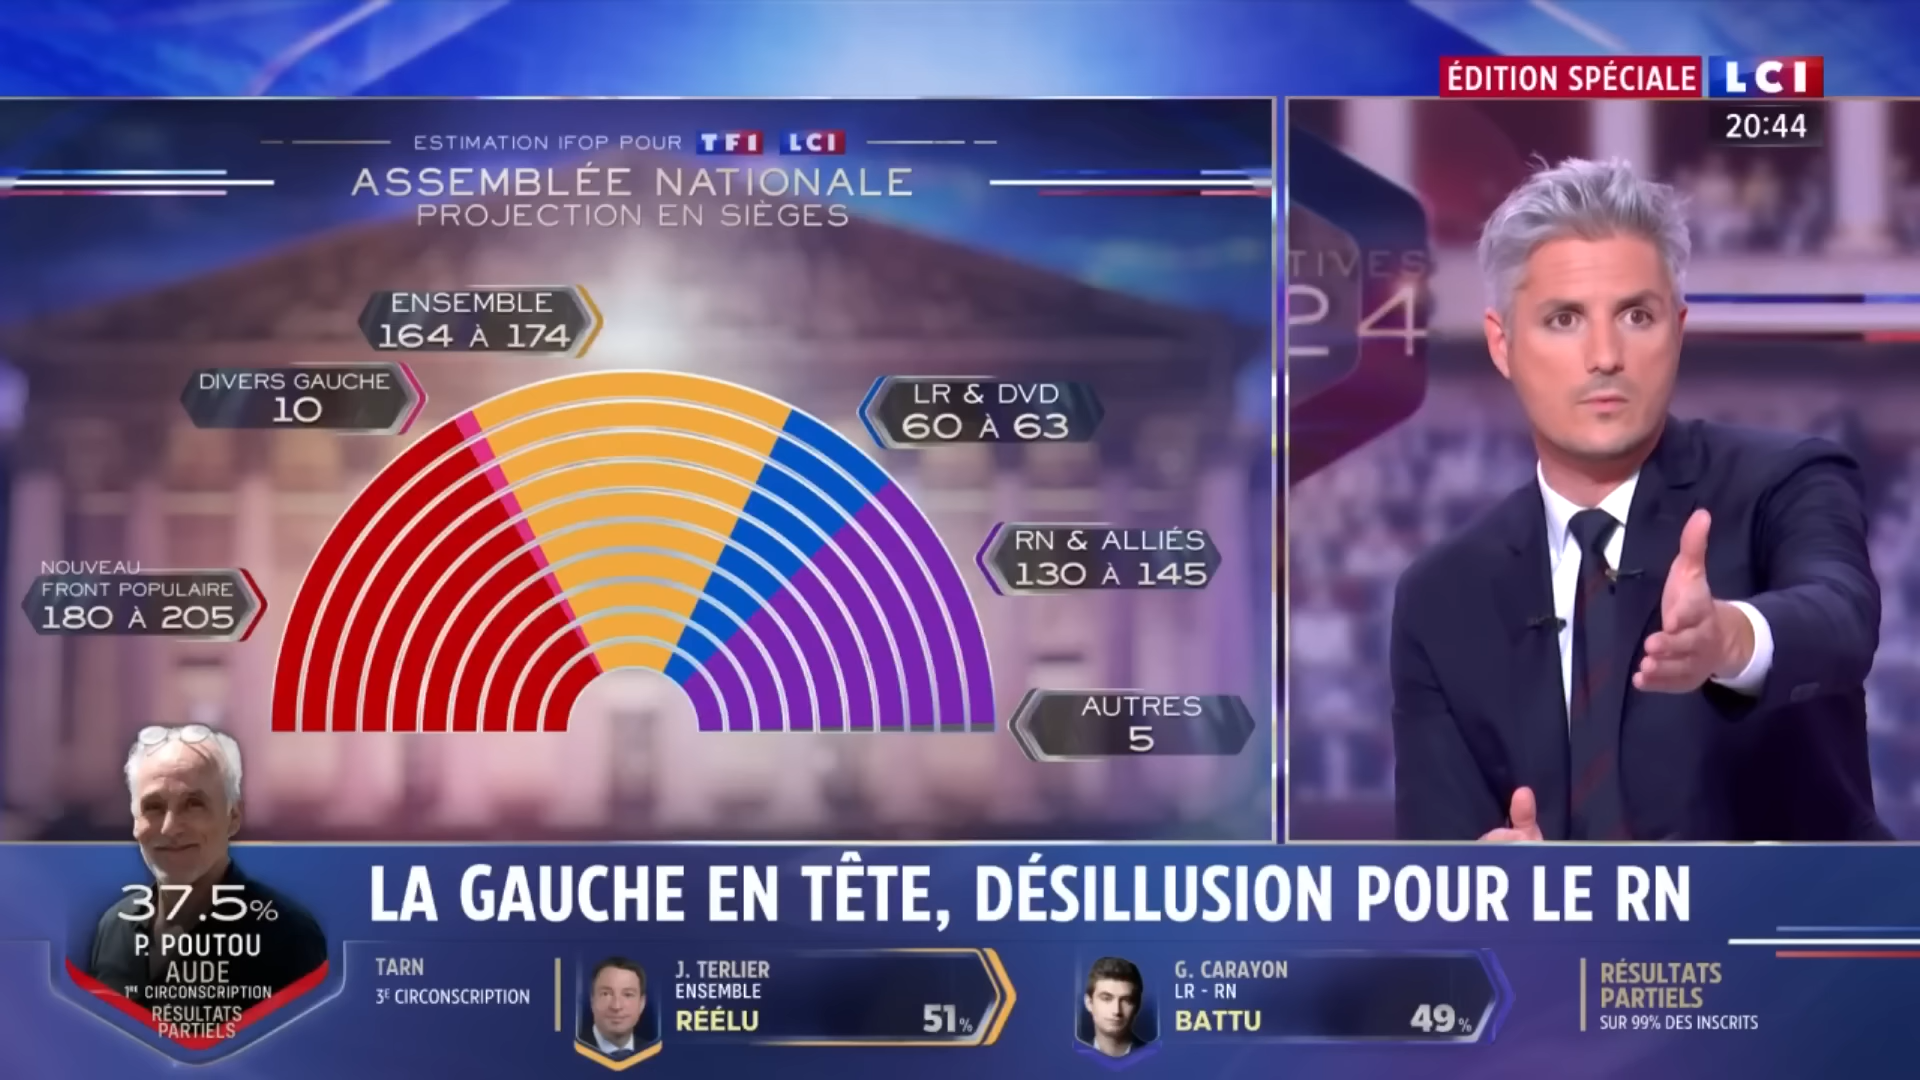 ÉDITION SPÉCIALE LCI
20:44
ESTIMATION IFOP POUR TF1 LCI
ASSEMBLÉE NATIONALE
PROJECTION EN SIÈGES
ENSEMBLE
164 À 174
DIVERS GAUCHE
10
LR & DVD
60 À 63
NOUVEAU
FRONT POPULAIRE
180 À 205
RN & ALLIÉS
130 À 145
AUTRES
5
TIVES
24
LA GAUCHE EN TÊTE, DÉSILLUSION POUR LE RN
37.5%
P. POUTOU
AUDE
1RE CIRCONSCRIPTION
RÉSULTATS
PARTIELS
TARN
3E CIRCONSCRIPTION
J. TERLIER
ENSEMBLE
RÉÉLU 51%
G. CARAYON
LR - RN
BATTU 49%
RÉSULTATS
PARTIELS
SUR 99% DES INSCRITS